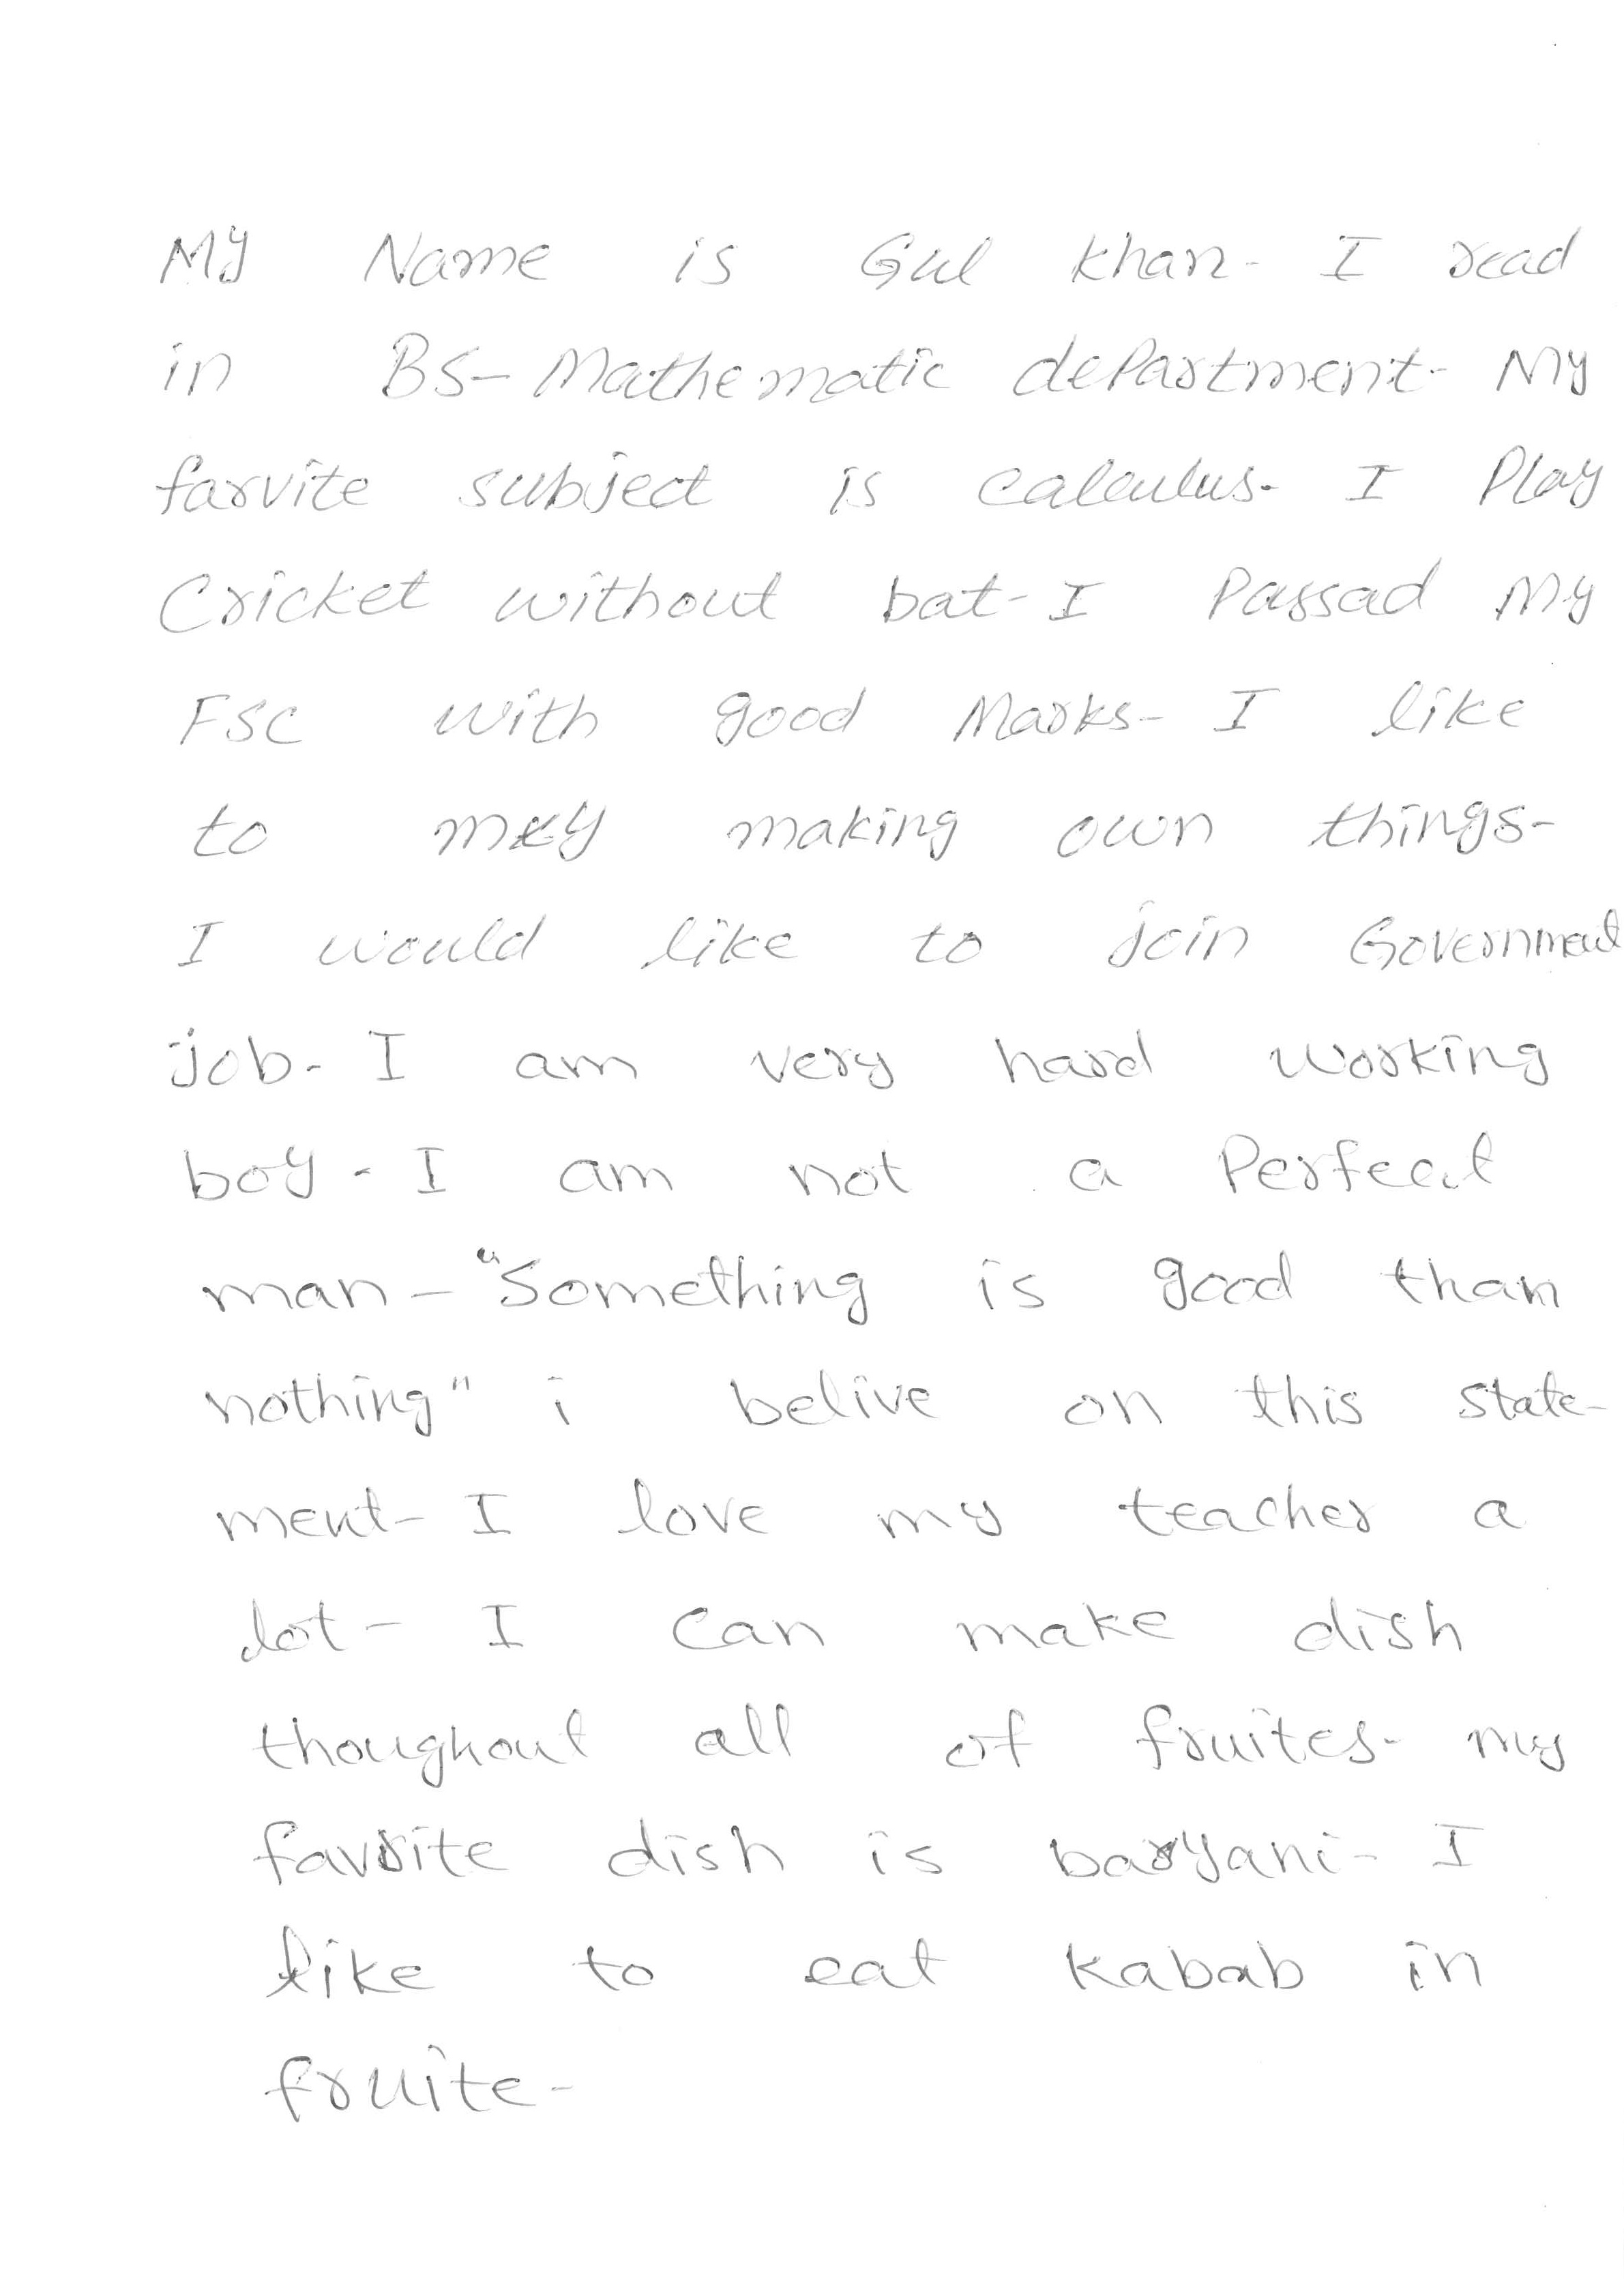 My Name is Gul khan- I read
in BS- Mathematic department- My
farvite subject is calculus- I Play
Cricket without bat- I Passad My
FSC with good Marks- I like
to making own things-
I would like to join Government
job- I am very hard working
boy- I am not a Perfect
man- "Something is good than
nothing" i belive on this state-
ment- I love my teacher a
lot- I can make dish
thoughout all of fruites- my
favrite dish is baryani- I
like to eat kabab in
fruite-